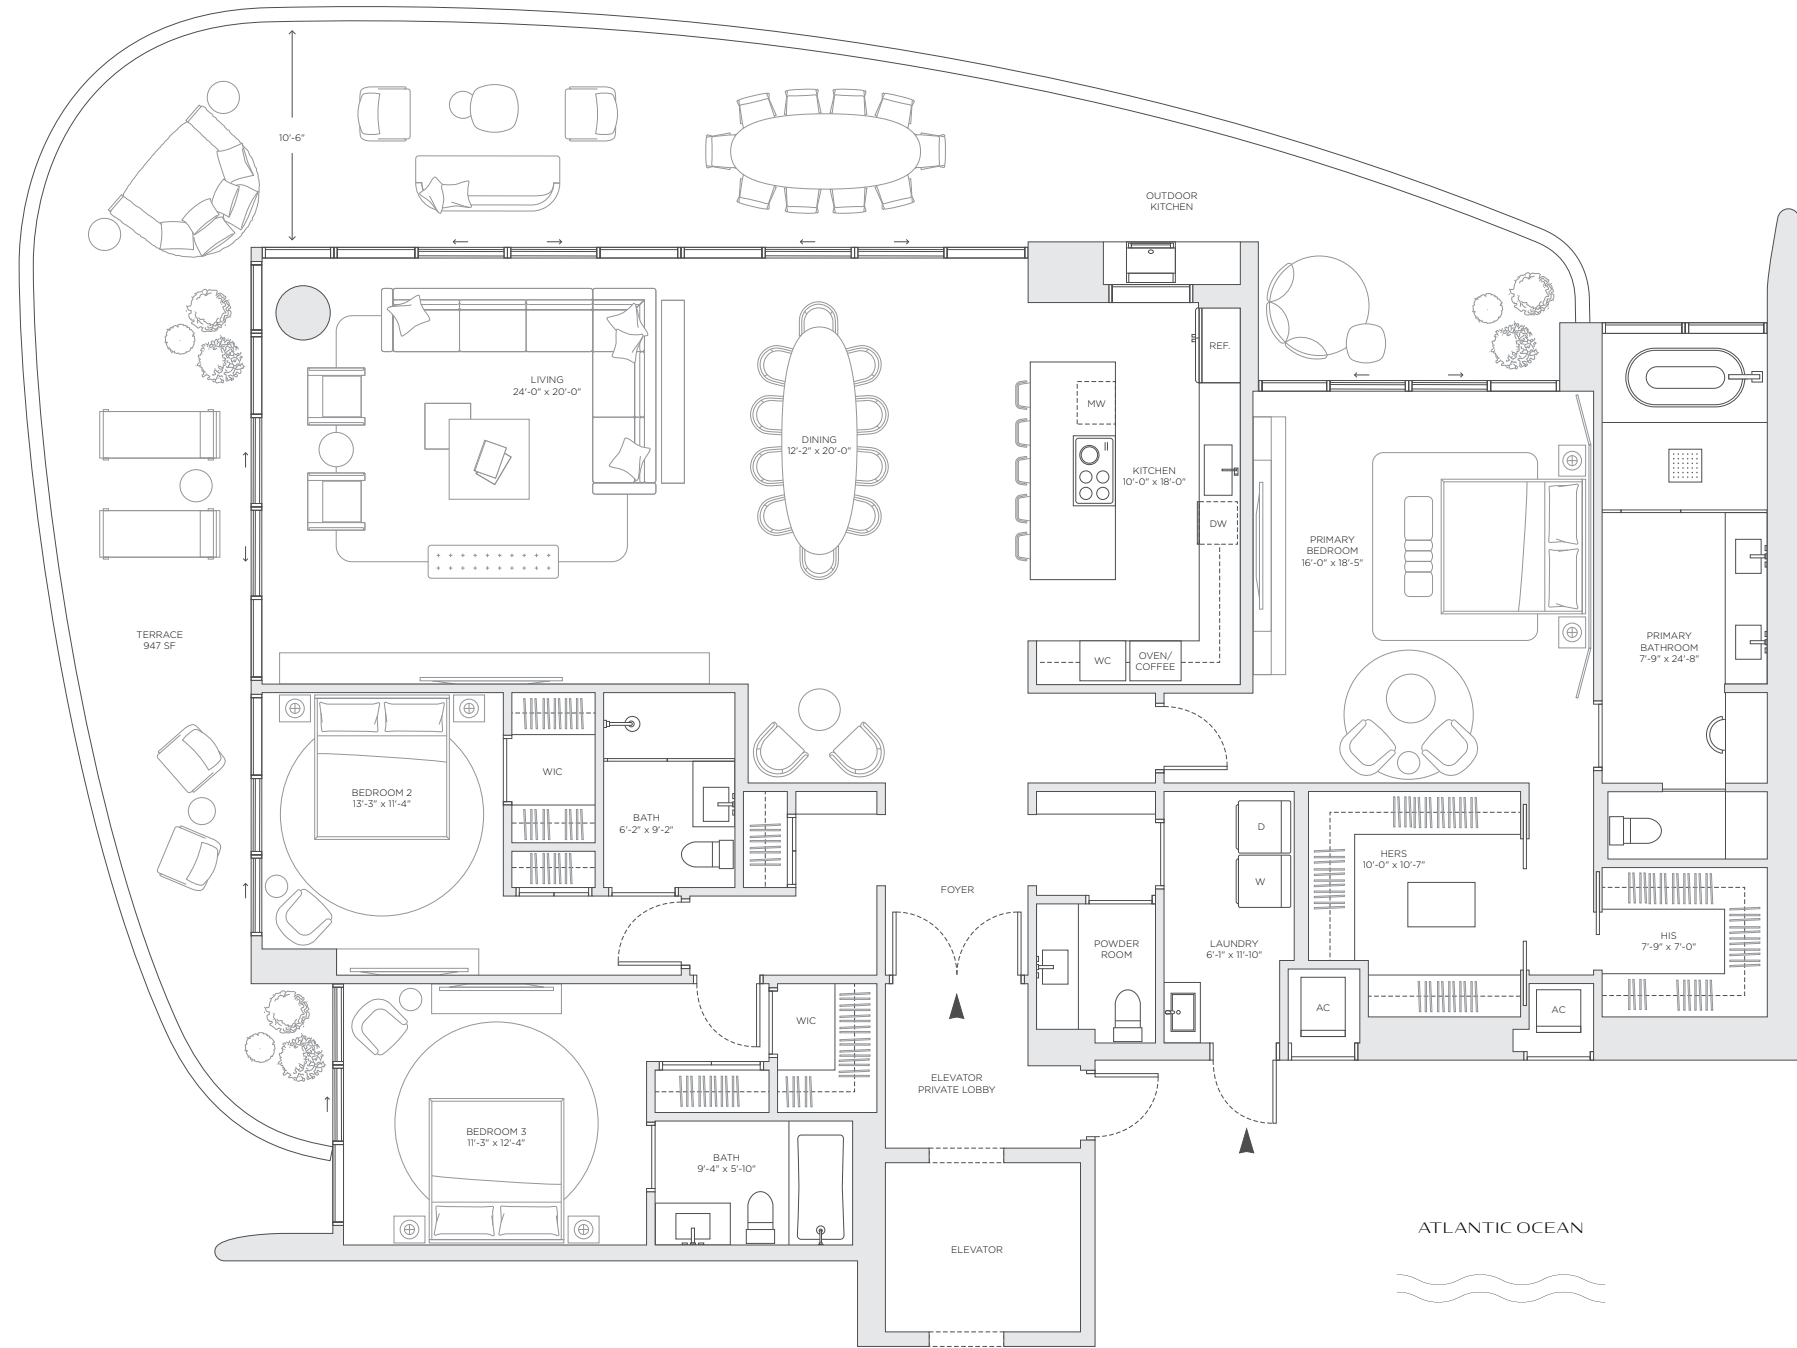 10'-6"
OUTDOOR
KITCHEN
REF.
LIVING
24'-0" x 20'-0"
MW
DINING
12'-2" x 20'-0"
KITCHEN
10'-0" x 18'-0"
DW
PRIMARY
BEDROOM
16'-0" x 18'-5"
TERRACE
947 SF
PRIMARY
BATHROOM
7'-9" x 24'-8"
WC
OVEN/
COFFEE
WIC
BEDROOM 2
13'-3" x 11'-4"
BATH
6'-2" x 9'-2"
D
HERS
10'-0" x 10'-7"
W
FOYER
POWDER
ROOM
LAUNDRY
6'-1" x 11'-10"
HIS
7'-9" x 7'-0"
WIC
AC
AC
ELEVATOR
PRIVATE LOBBY
BEDROOM 3
11'-3" x 12'-4"
BATH
9'-4" x 5'-10"
ELEVATOR
ATLANTIC OCEAN